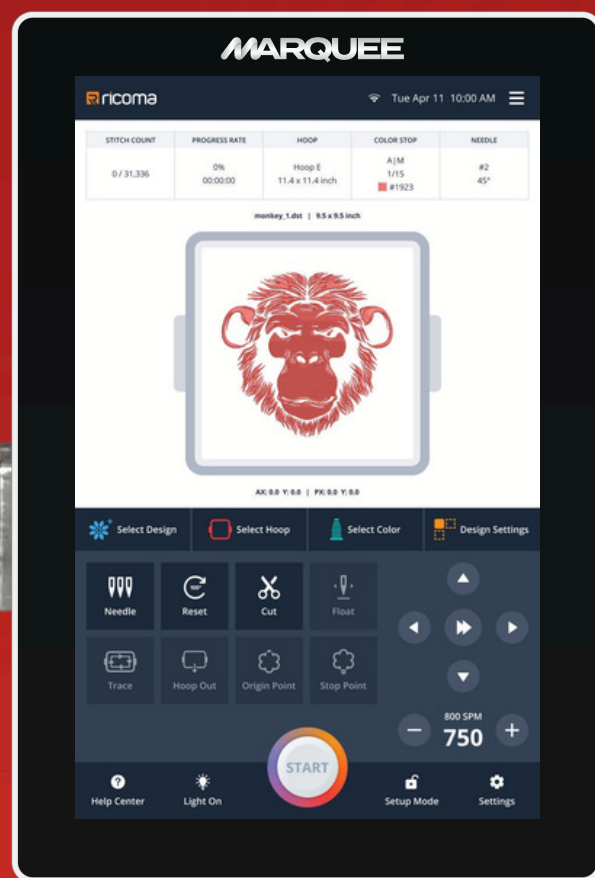 MARQUEE
ricoma
Tue Apr 11 10:00 AM
STITCH COUNT PROGRESS RATE HOOP COLOR STOP NEEDLE
0 / 31,336
0%
00:00:00
Hoop E
11.4 x 11.4 inch
A|M
1/15
#1923
#2
45°
monkey_1.dst | 9.5 x 9.5 inch
AX: 0.0 Y: 0.0 | PX: 0.0 Y: 0.0
Select Design Select Hoop Select Color Design Settings
100°
Needle Reset Cut Float
Trace Hoop Out Origin Point Stop Point
800 SPM
750
START
Help Center Light On Setup Mode Settings